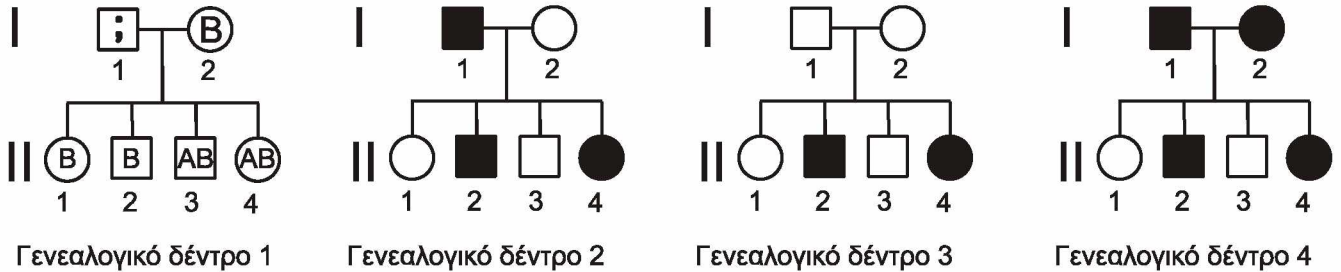 I ; B I I I
1 2 1 2 1 2 1 2
II B B AB AB II II II
1 2 3 4 1 2 3 4 1 2 3 4 1 2 3 4
Γενεαλογικό δέντρο 1 Γενεαλογικό δέντρο 2 Γενεαλογικό δέντρο 3 Γενεαλογικό δέντρο 4